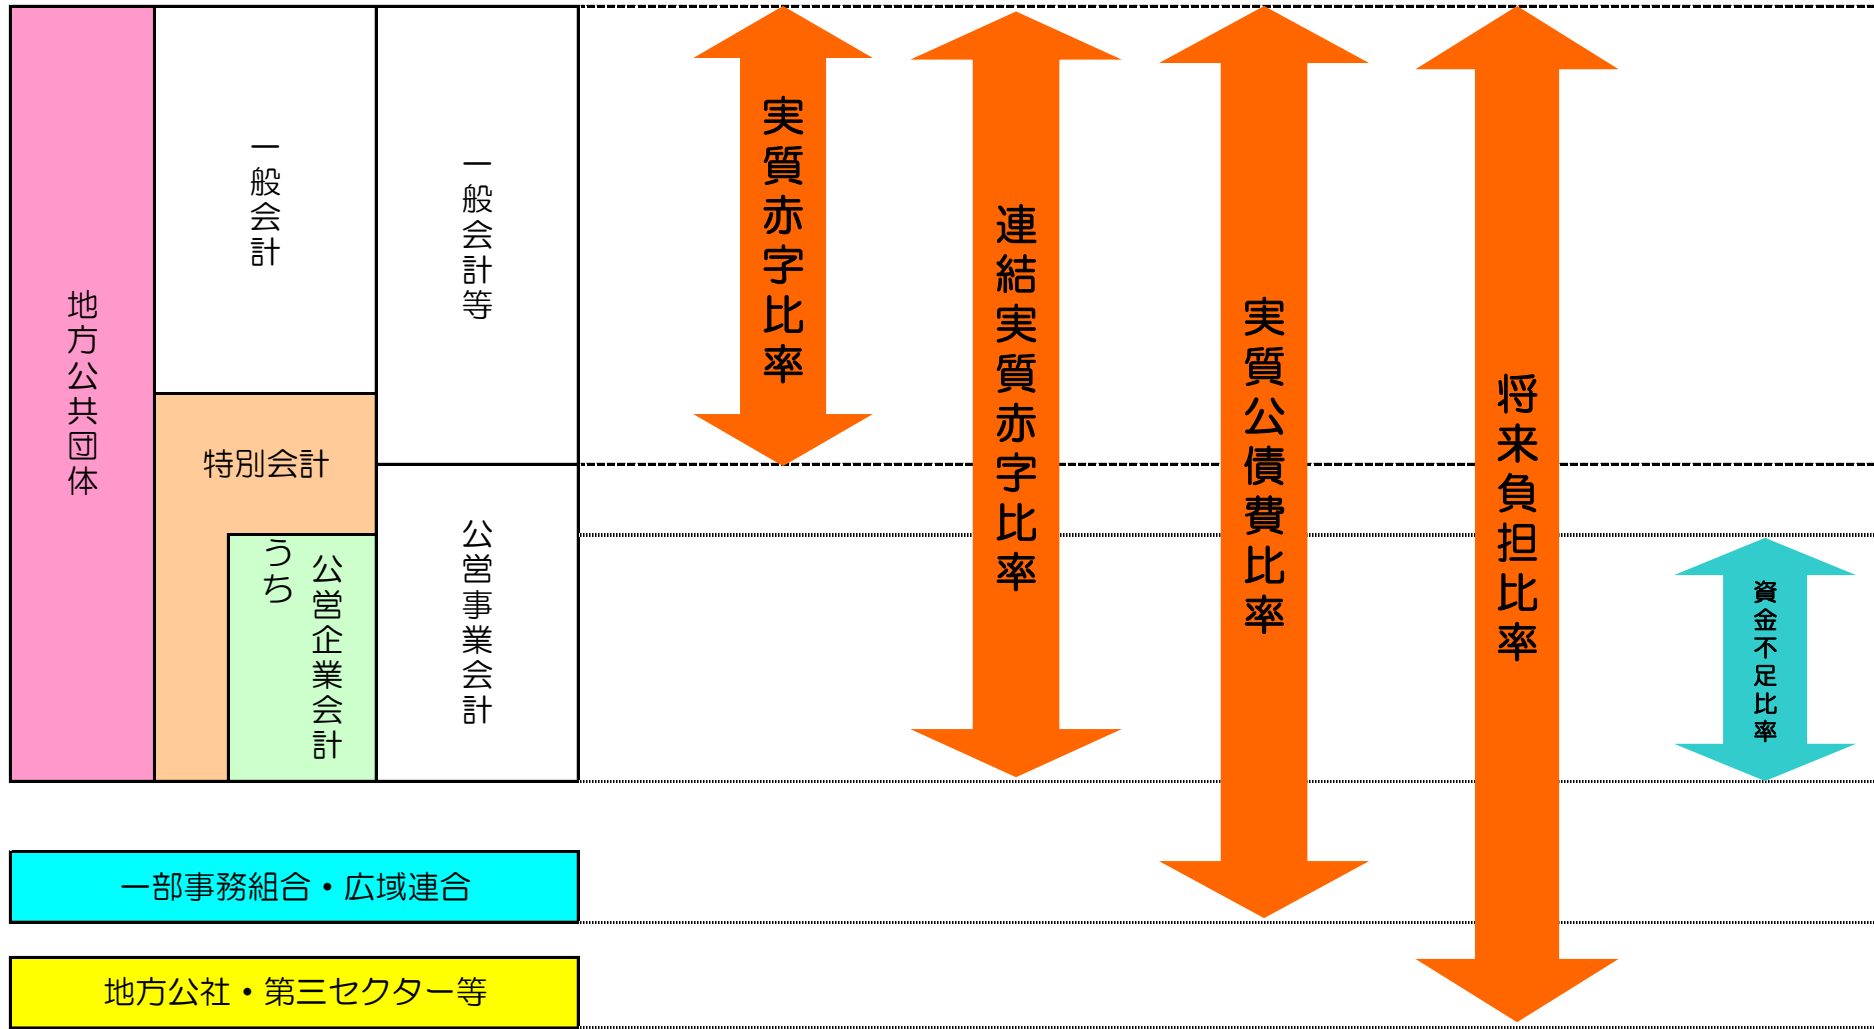 地方公共団体
一般会計
特別会計
うち
公営企業会計
一般会計等
公営事業会計
実質赤字比率
連結実質赤字比率
実質公債費比率
将来負担比率
資金不足比率
一部事務組合・広域連合
地方公社・第三セクター等